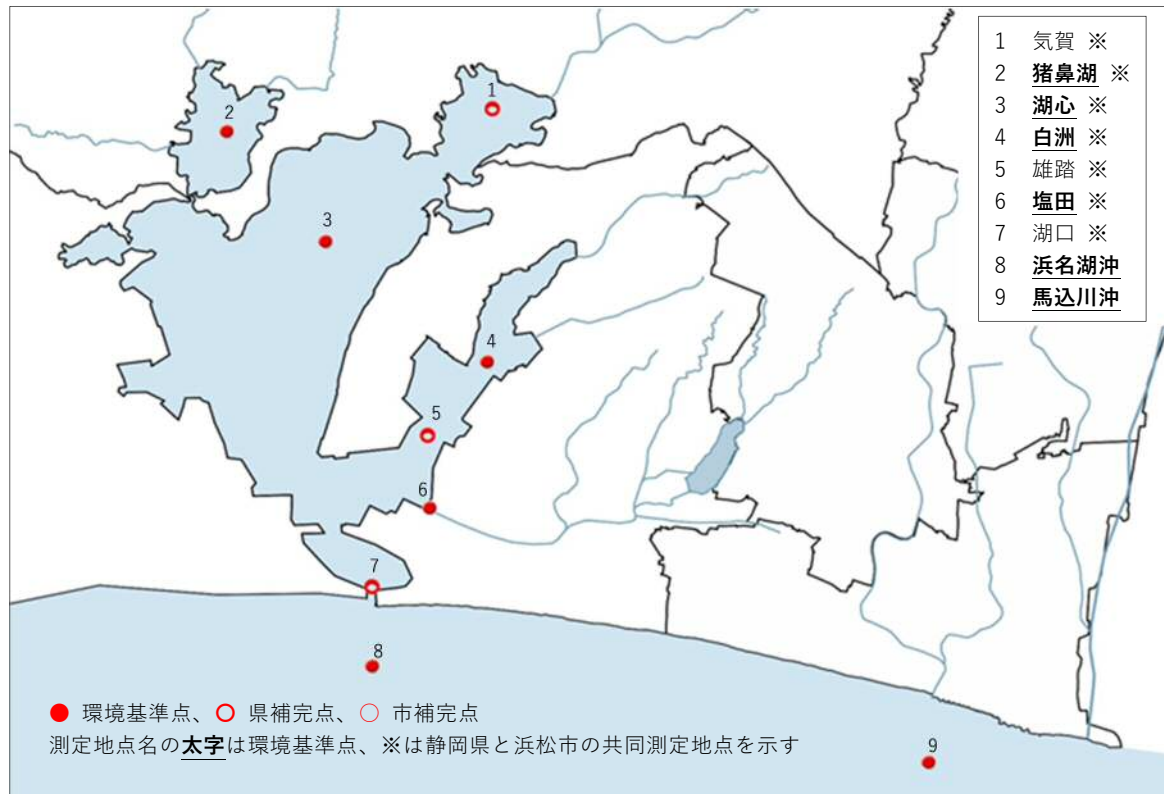 1 気賀 ※
2 猪鼻湖 ※
3 湖心 ※
4 白洲 ※
5 雄踏 ※
6 塩田 ※
7 湖口 ※
8 浜名湖沖
9 馬込川沖
1
2
3
4
5
6
7
8
9
● 環境基準点、○ 県補完点、○ 市補完点
測定地点名の太字は環境基準点、※は静岡県と浜松市の共同測定地点を示す